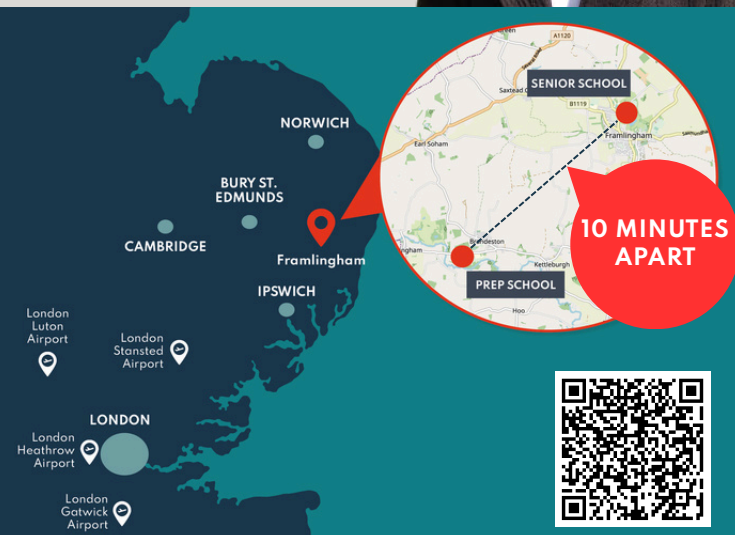 NORWICH
BURY ST.
EDMUNDS
CAMBRIDGE
Framlingham
IPSWICH
London
Luton
Airport
London
Stansted
Airport
LONDON
London
Heathrow
Airport
London
Gatwick
Airport
A1120
SENIOR SCHOOL
B1119
Framlingham
Earl Soham
Brandeston
Kettleburgh
PREP SCHOOL
Hoo
10 MINUTES
APART